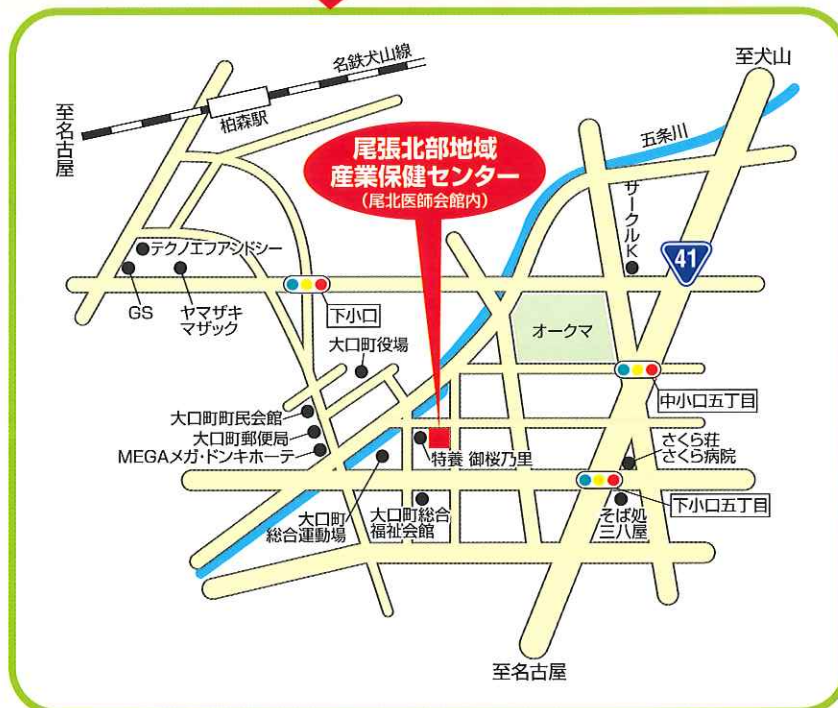 名鉄犬山線
柏森駅
至名古屋
至犬山
五条川
尾張北部地域
産業保健センター
(尾北医師会館内)
サークルK
41
テクノエフアンドシー
GS
ヤマザキ
マザック
下小口
オークマ
大口町役場
中小口五丁目
大口町町民会館
大口町郵便局
MEGAメガ・ドンキホーテ
特養 御桜乃里
さくら荘
さくら病院
下小口五丁目
大口町
総合運動場
大口町総合
福祉会館
そば処
三八屋
至名古屋